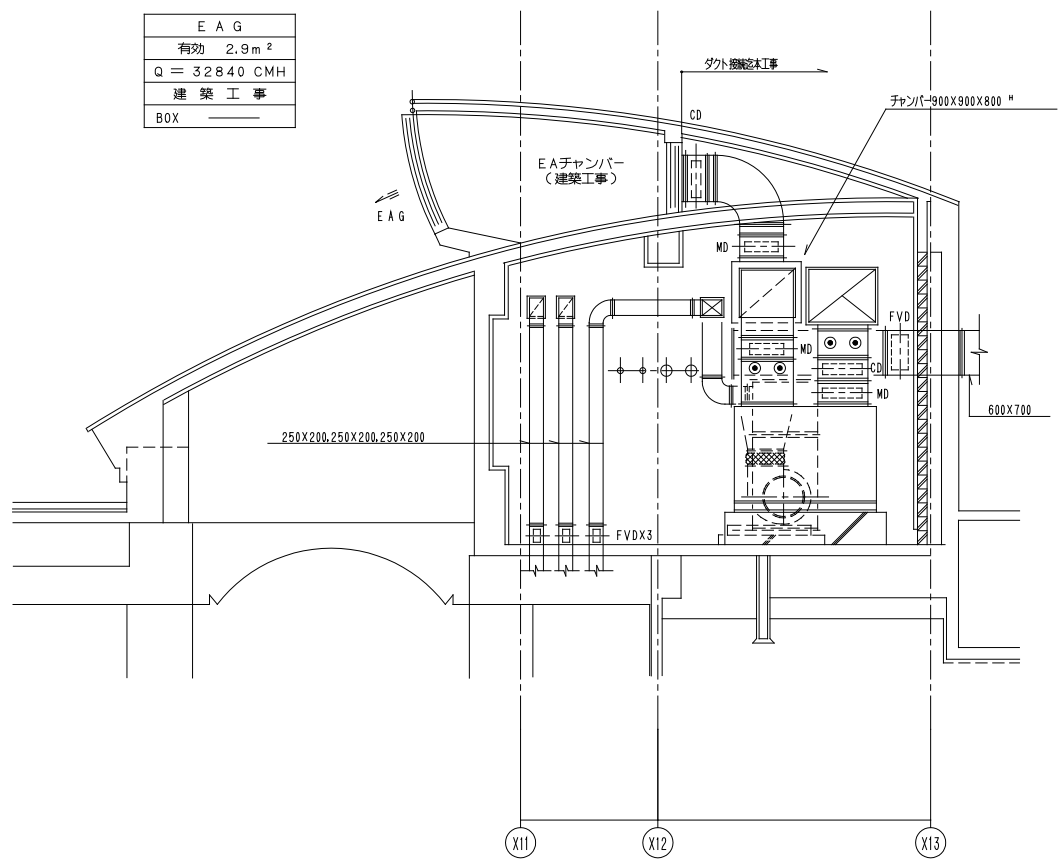 E A G
有効 2.9m²
Q = 32840 CMH
建 築 工 事
BOX
ダクト接続迄本工事
チャンバー900X900X800ᴴ
CD
EAチャンバー
(建築工事)
EAG
MD
FVD
MD
CD
MD
600X700
250X200,250X200,250X200
FVDX3
X11
X12
X13